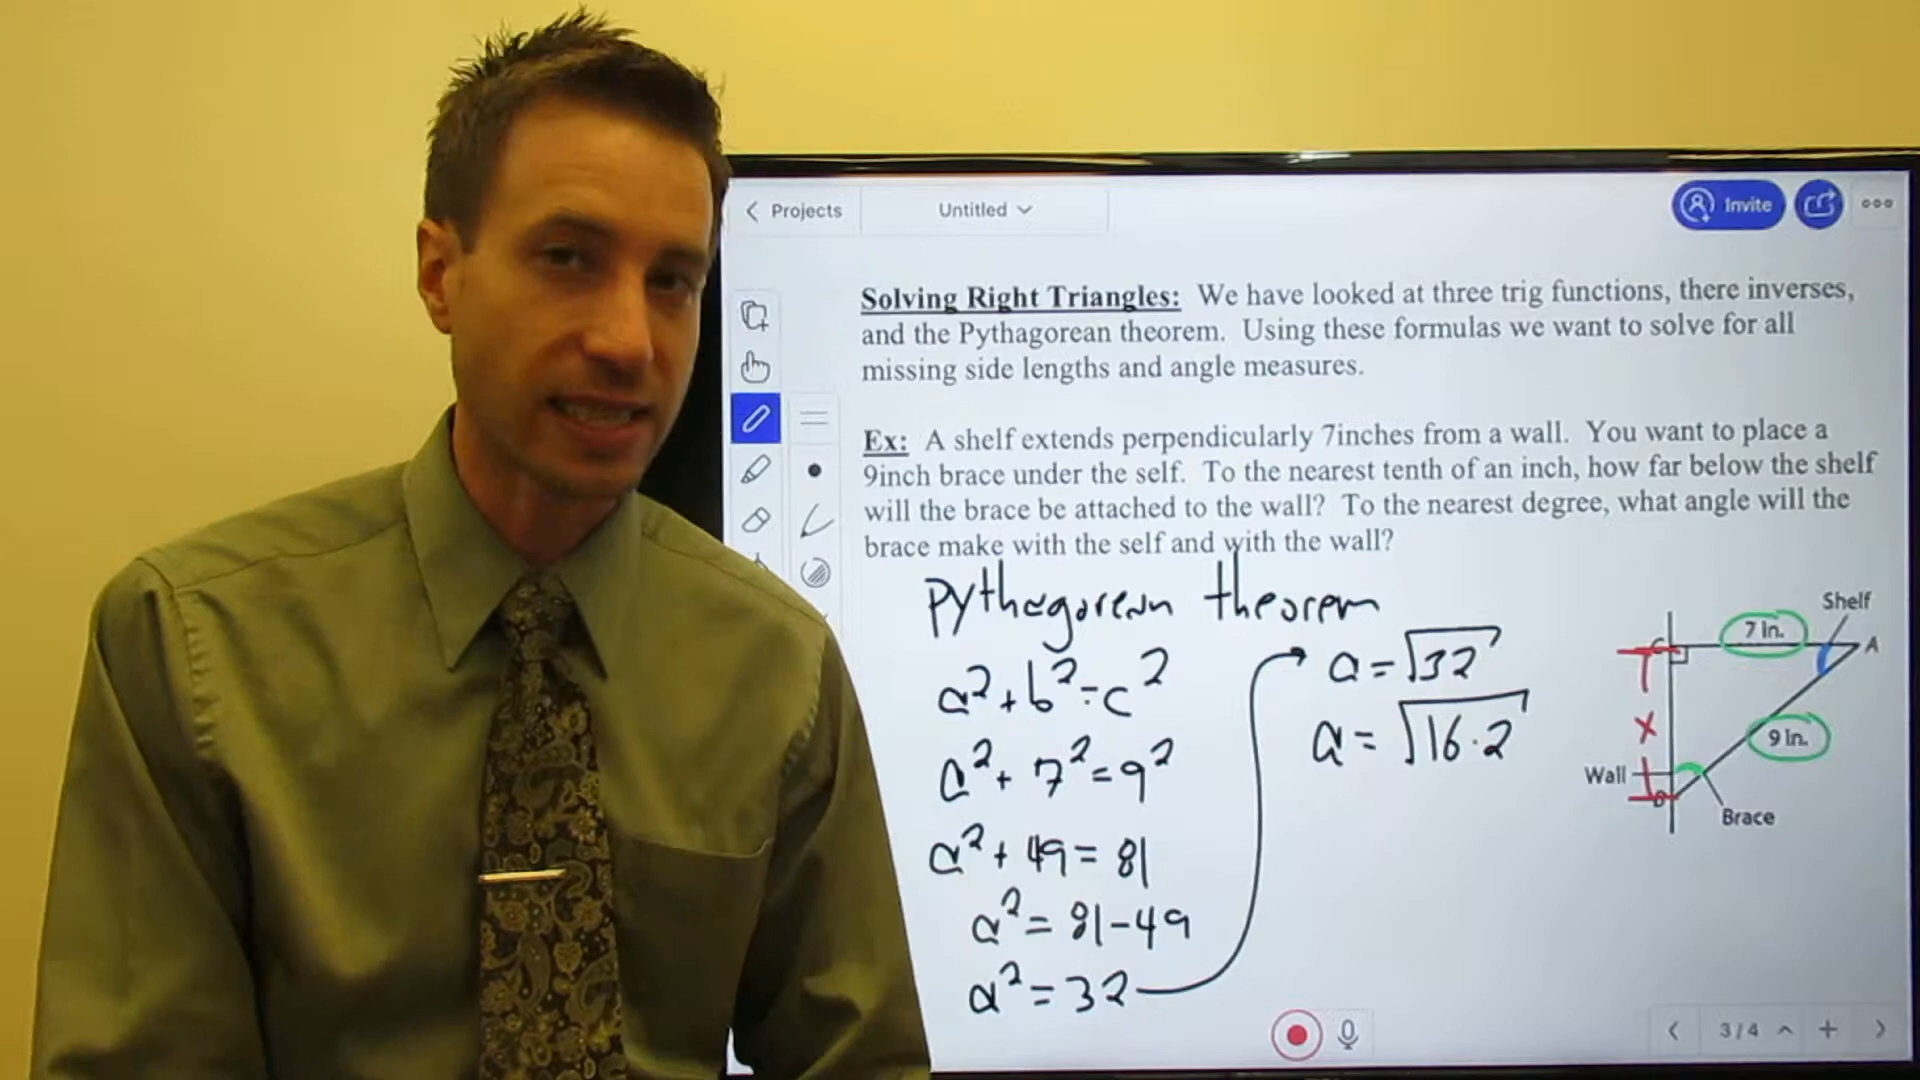 Projects
Untitled
Invite
Solving Right Triangles: We have looked at three trig functions, there inverses,
and the Pythagorean theorem. Using these formulas we want to solve for all
missing side lengths and angle measures.
Ex: A shelf extends perpendicularly 7inches from a wall. You want to place a
9inch brace under the self. To the nearest tenth of an inch, how far below the shelf
will the brace be attached to the wall? To the nearest degree, what angle will the
brace make with the self and with the wall?
Pythagorean theorem
a²+b²=c²
a²+7²=9²
a²+49=81
a²=81-49
a²=32
a=√32
a=√16·2
Shelf
7 in.
A
C
x
9 in.
Wall
B
Brace
3/4